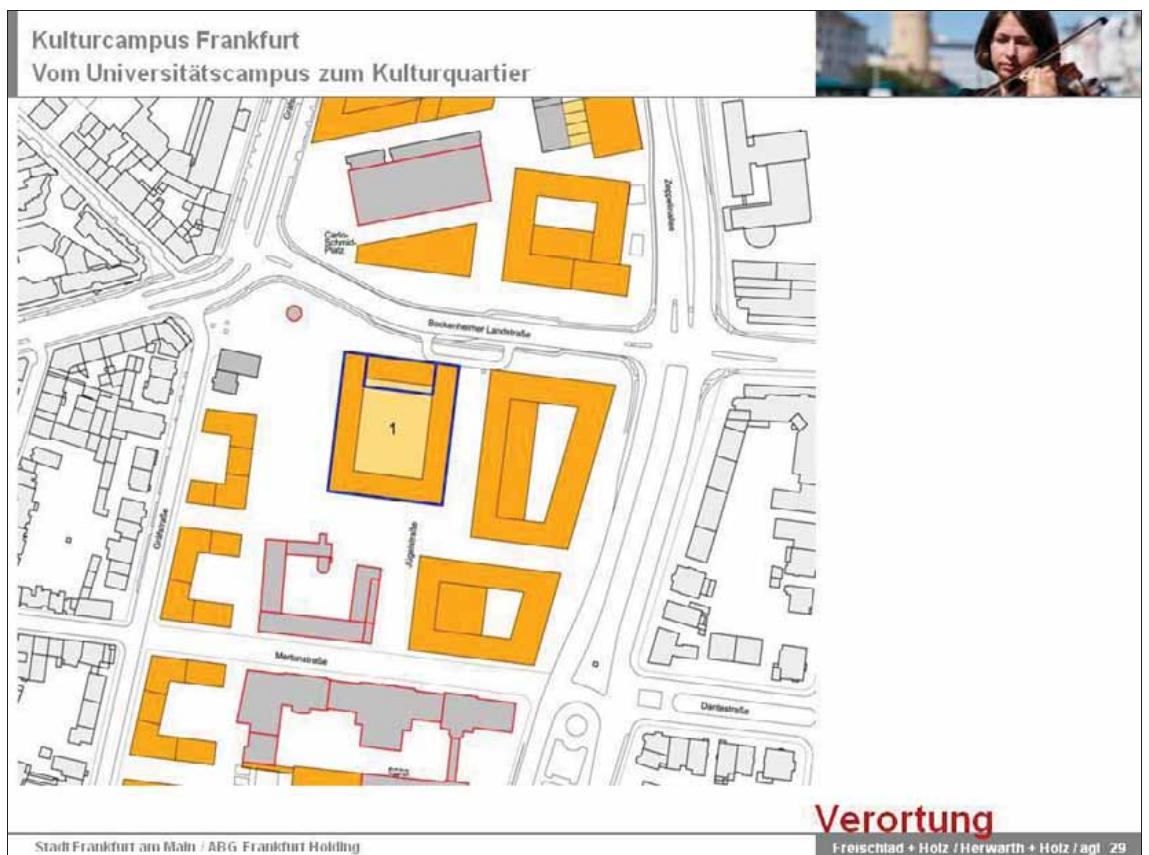 Kulturcampus Frankfurt
Vom Universitätscampus zum Kulturquartier
Zeppelinallee
Carlo-
Schmid-
Platz
Bockenheimer Landstraße
1
Gräfstraße
Jügelstraße
Mertonstraße
Dantestraße
Verortung
Stadt Frankfurt am Main / ABG Frankfurt Holding
Freischlad + Holz / Herwarth + Holz / agl 29